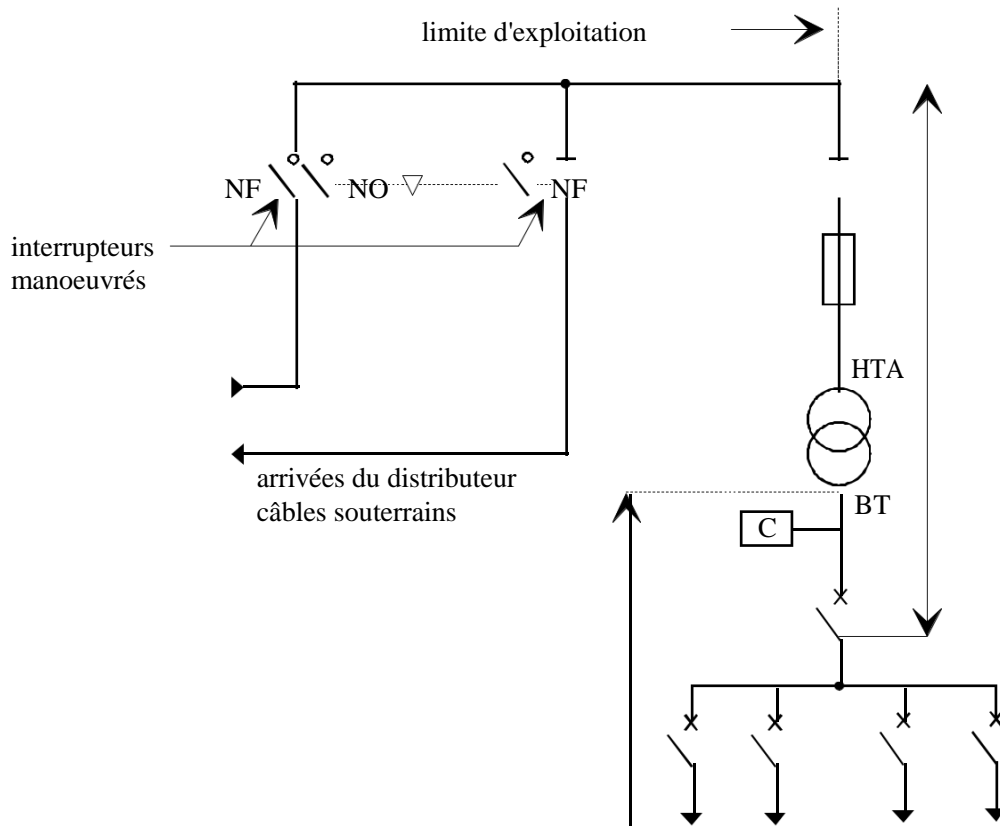 limite d'exploitation
NF
NO
NF
interrupteurs
manoeuvrés
HTA
arrivées du distributeur
câbles souterrains
BT
C